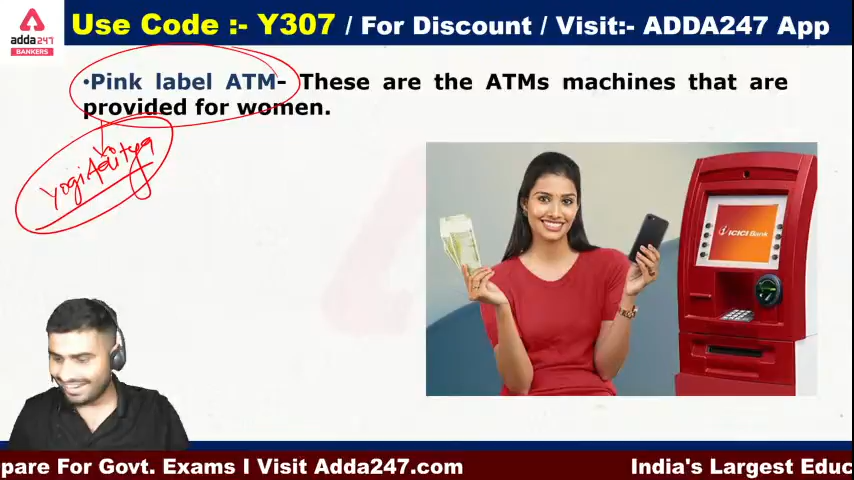 adda247
BANKERS
Use Code :- Y307 / For Discount / Visit:- ADDA247 App
•Pink label ATM- These are the ATMs machines that are
provided for women.
YogiAditya
ICICI Bank
pare For Govt. Exams I Visit Adda247.com
India's Largest Educ